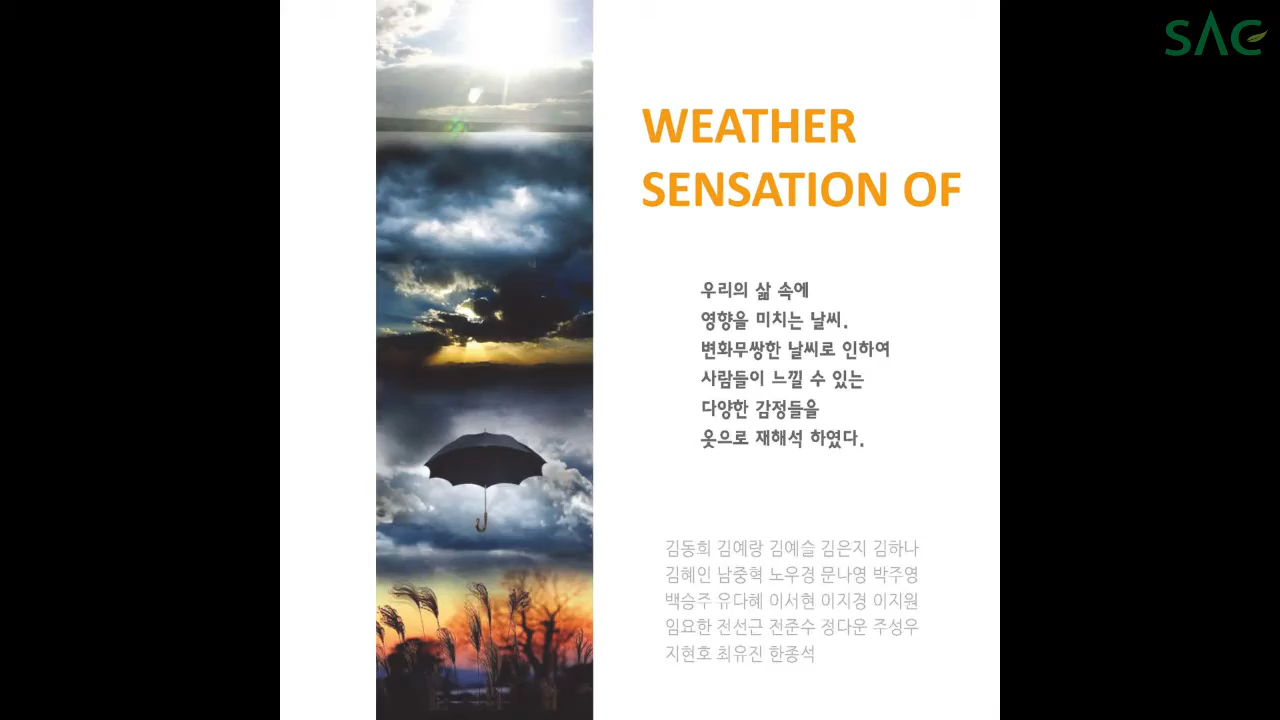 SAC
WEATHER
SENSATION OF
우리의 삶 속에
영향을 미치는 날씨.
변화무쌍한 날씨로 인하여
사람들이 느낄 수 있는
다양한 감정들을
옷으로 재해석 하였다.
김동희 김예랑 김예슬 김은지 김하나
김혜인 남중혁 노우경 문나영 박주영
백승주 유다혜 이서현 이지경 이지원
임요한 전선근 전준수 정다운 주성우
지현호 최유진 한종석